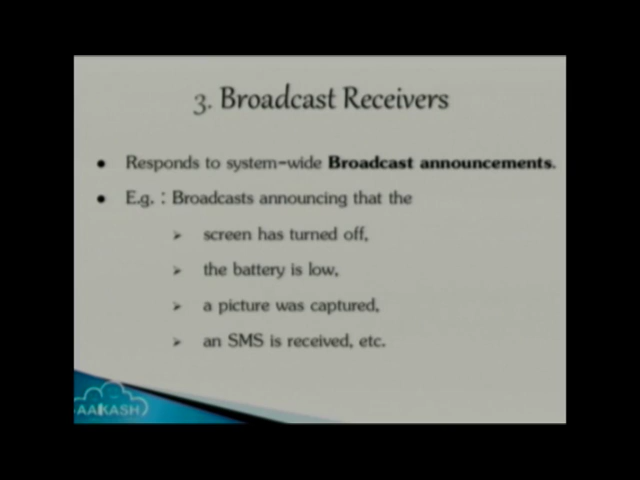 3. Broadcast Receivers
● Responds to system-wide Broadcast announcements.
● E.g. : Broadcasts announcing that the
➢ screen has turned off,
➢ the battery is low,
➢ a picture was captured,
➢ an SMS is received, etc.
AAKASH